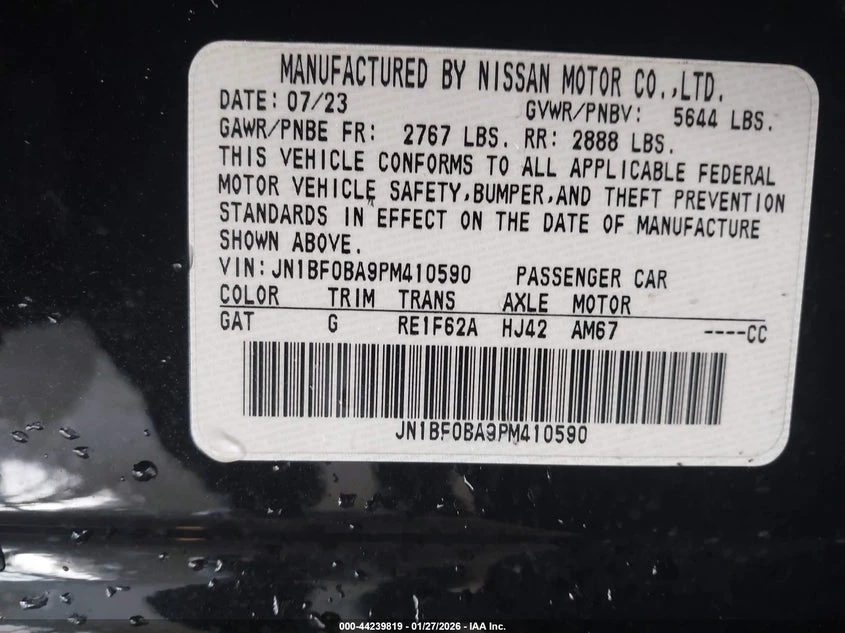 MANUFACTURED BY NISSAN MOTOR CO.,LTD.
DATE: 07/23 GVWR/PNBV: 5644 LBS.
GAWR/PNBE FR: 2767 LBS. RR: 2888 LBS.
THIS VEHICLE CONFORMS TO ALL APPLICABLE FEDERAL
MOTOR VEHICLE SAFETY,BUMPER,AND THEFT PREVENTION
STANDARDS IN EFFECT ON THE DATE OF MANUFACTURE
SHOWN ABOVE.
VIN: JN1BF0BA9PM410590 PASSENGER CAR
COLOR TRIM TRANS AXLE MOTOR
GAT G RE1F62A HJ42 AM67 ----CC
JN1BF0BA9PM410590
000-44239819 - 01/27/2026 - IAA Inc.